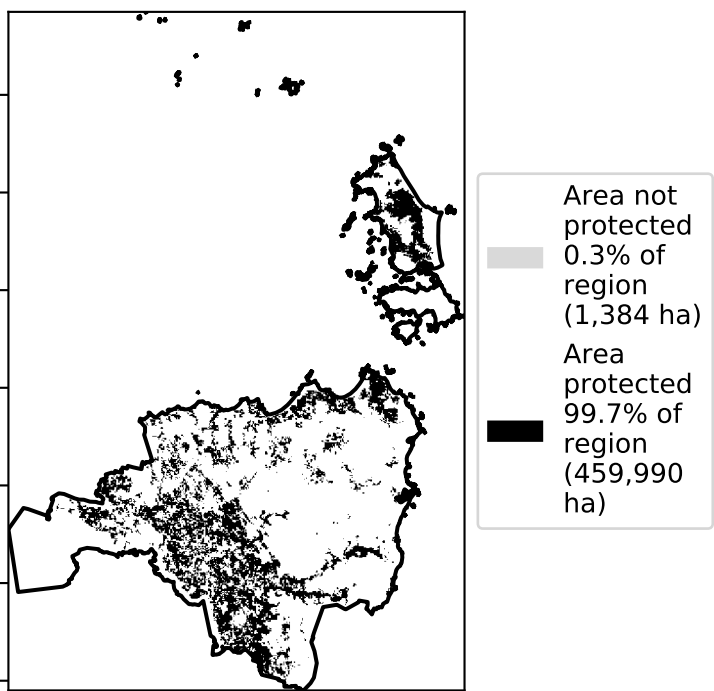 Area not
protected
0.3% of
region
(1,384 ha)
Area
protected
99.7% of
region
(459,990
ha)